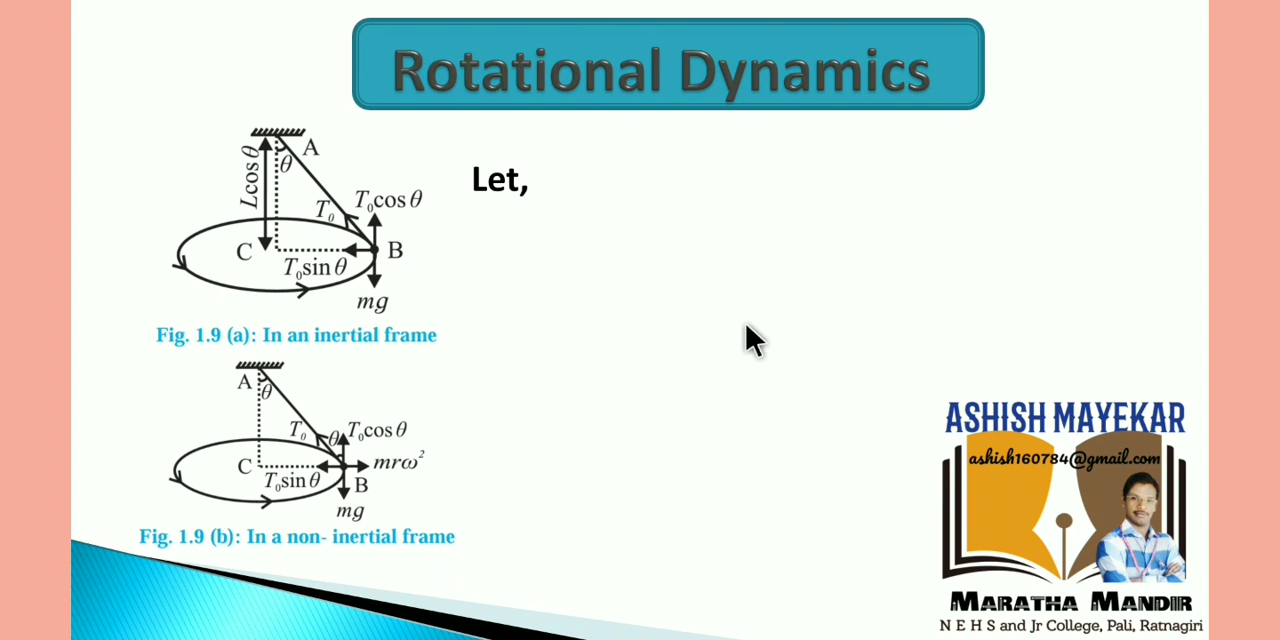 Rotational Dynamics
Let,
A
θ
Lcosθ
T₀
T₀cosθ
C
B
T₀sinθ
mg
Fig. 1.9 (a): In an inertial frame
A
θ
T₀
θ
T₀cosθ
C
mrω²
T₀sinθ
B
mg
Fig. 1.9 (b): In a non- inertial frame
ASHISH MAYEKAR
ashish160784@gmail.com
MARATHA MANDIR
N E H S and Jr College, Pali, Ratnagiri